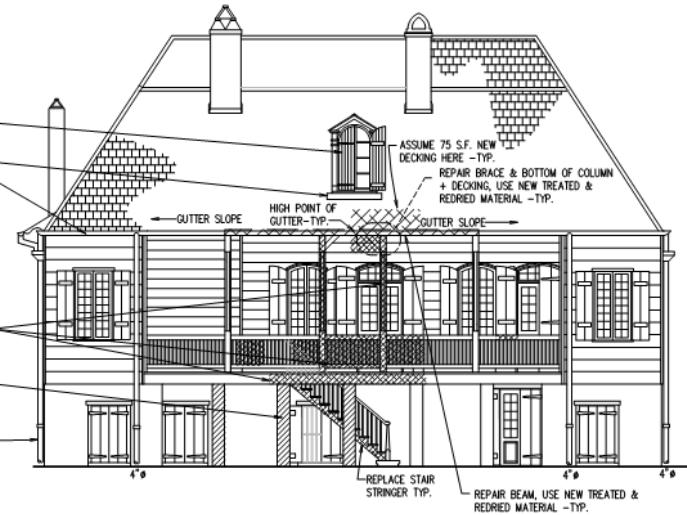 ASSUME 75 S.F. NEW
DECKING HERE -TYP.
REPAIR BRACE & BOTTOM OF COLUMN
+ DECKING, USE NEW TREATED &
REDRIED MATERIAL -TYP.
GUTTER SLOPE
HIGH POINT OF
GUTTER-TYP.
GUTTER SLOPE
4"ø
4"ø
4"ø
REPLACE STAIR
STRINGER TYP.
REPAIR BEAM, USE NEW TREATED &
REDRIED MATERIAL -TYP.